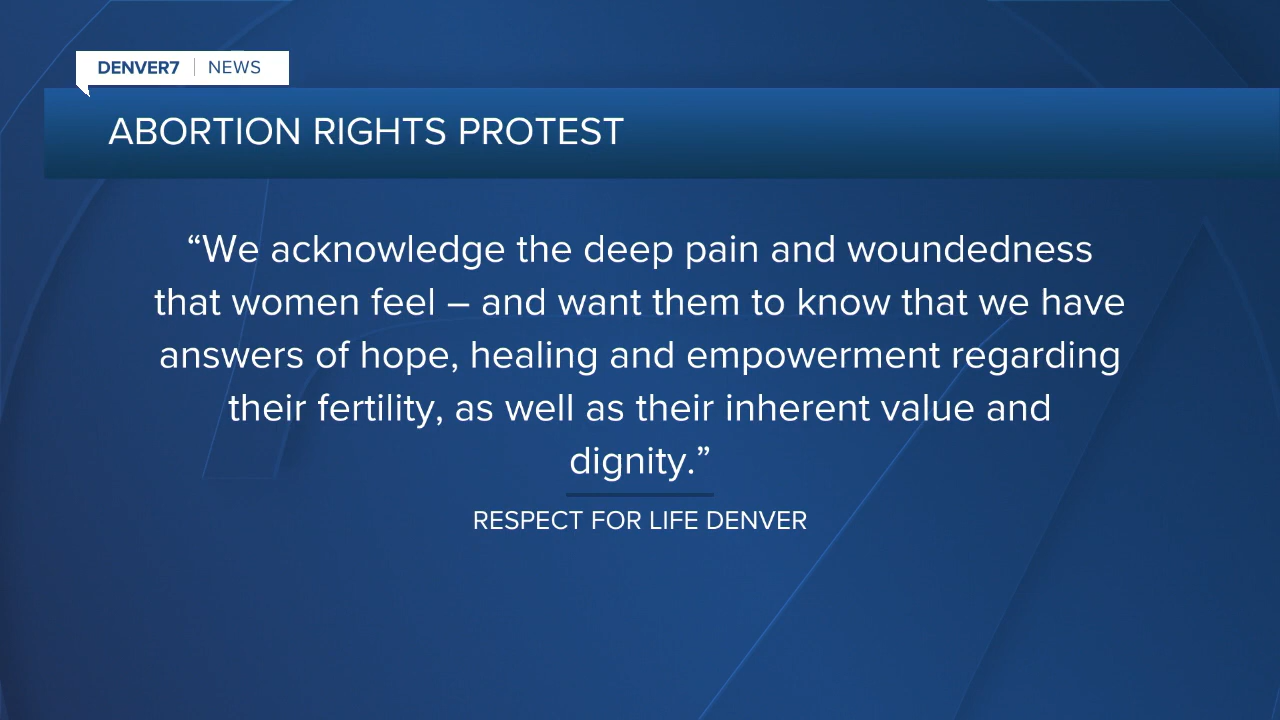 DENVER7 | NEWS
ABORTION RIGHTS PROTEST
“We acknowledge the deep pain and woundedness
that women feel – and want them to know that we have
answers of hope, healing and empowerment regarding
their fertility, as well as their inherent value and
dignity.”
RESPECT FOR LIFE DENVER